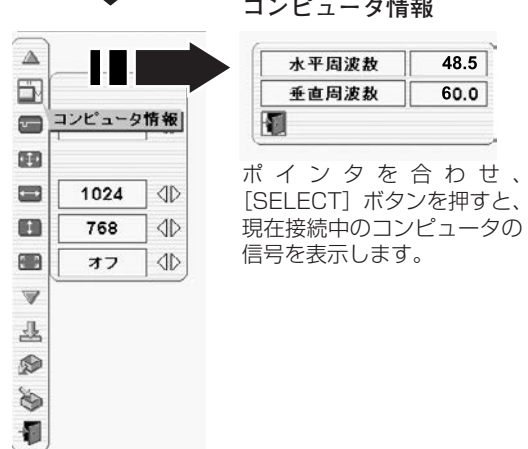 コンピュータ情報
水平周波数 48.5
垂直周波数 60.0
コンピュータ情報
1024
768
オフ
ポインタを合わせ、
［SELECT］ボタンを押すと、
現在接続中のコンピュータの
信号を表示します。